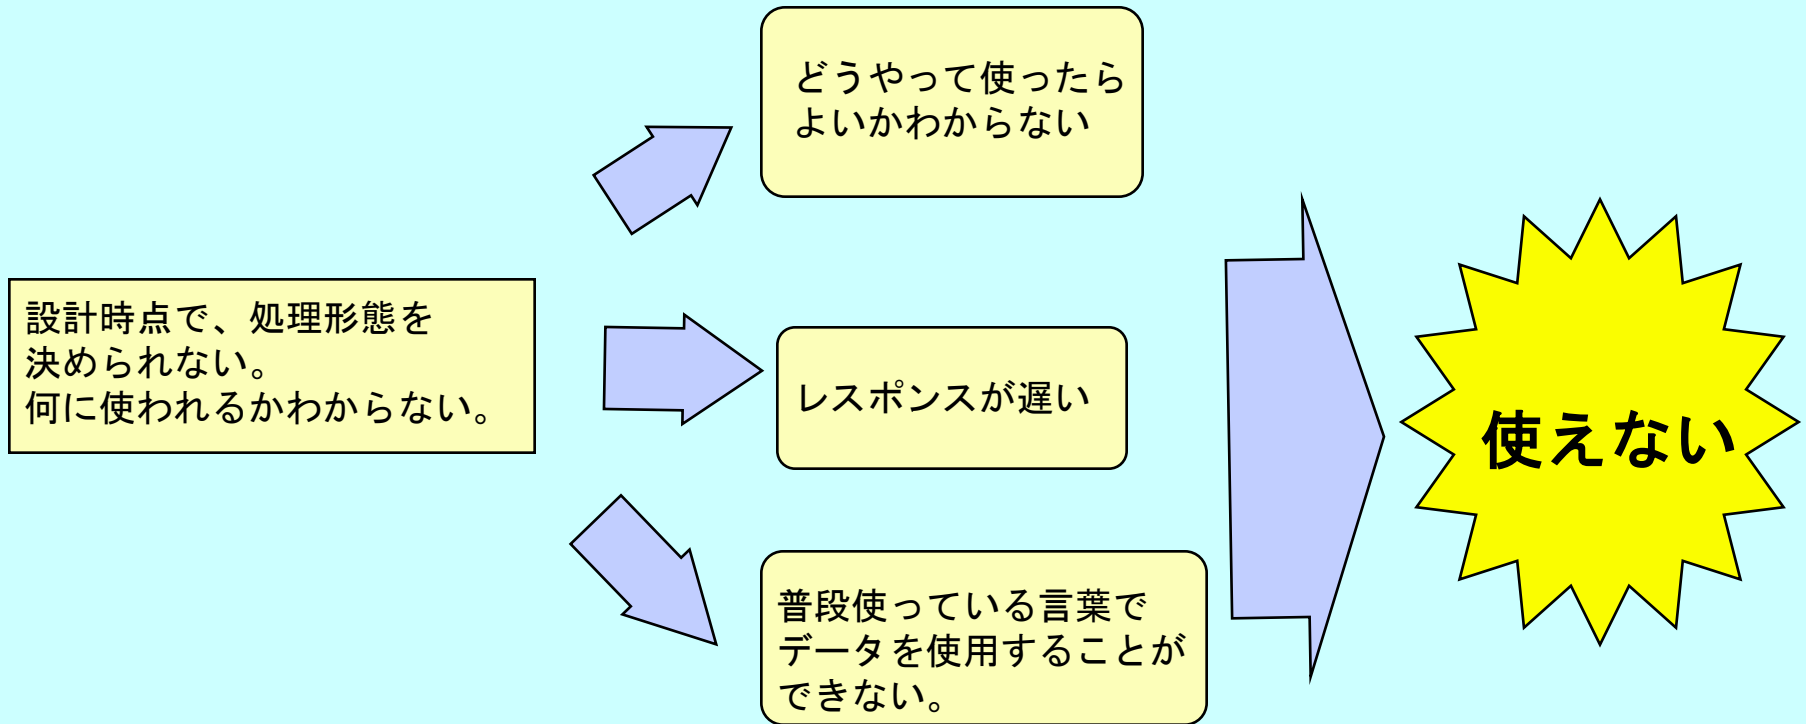 どうやって使ったら
よいかわからない
設計時点で、処理形態を
決められない。
何に使われるかわからない。
レスポンスが遅い
使えない
普段使っている言葉で
データを使用することが
できない。